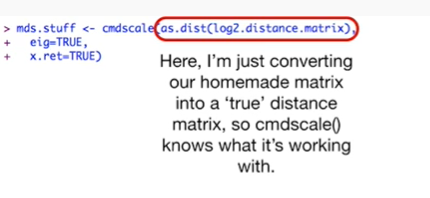 > mds.stuff <- cmdscale(as.dist(log2.distance.matrix),
+ eig=TRUE,
+ x.ret=TRUE)
Here, I'm just converting
our homemade matrix
into a 'true' distance
matrix, so cmdscale()
knows what it's working
with.